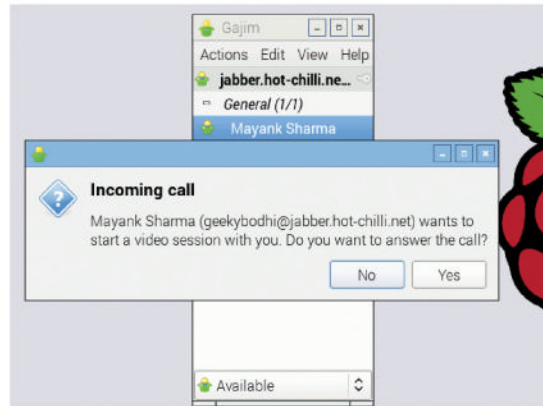 Gajim
Actions Edit View Help
jabber.hot-chilli.ne...
General (1/1)
Mayank Sharma
Incoming call
Mayank Sharma (geekybodhi@jabber.hot-chilli.net) wants to
start a video session with you. Do you want to answer the call?
No Yes
Available